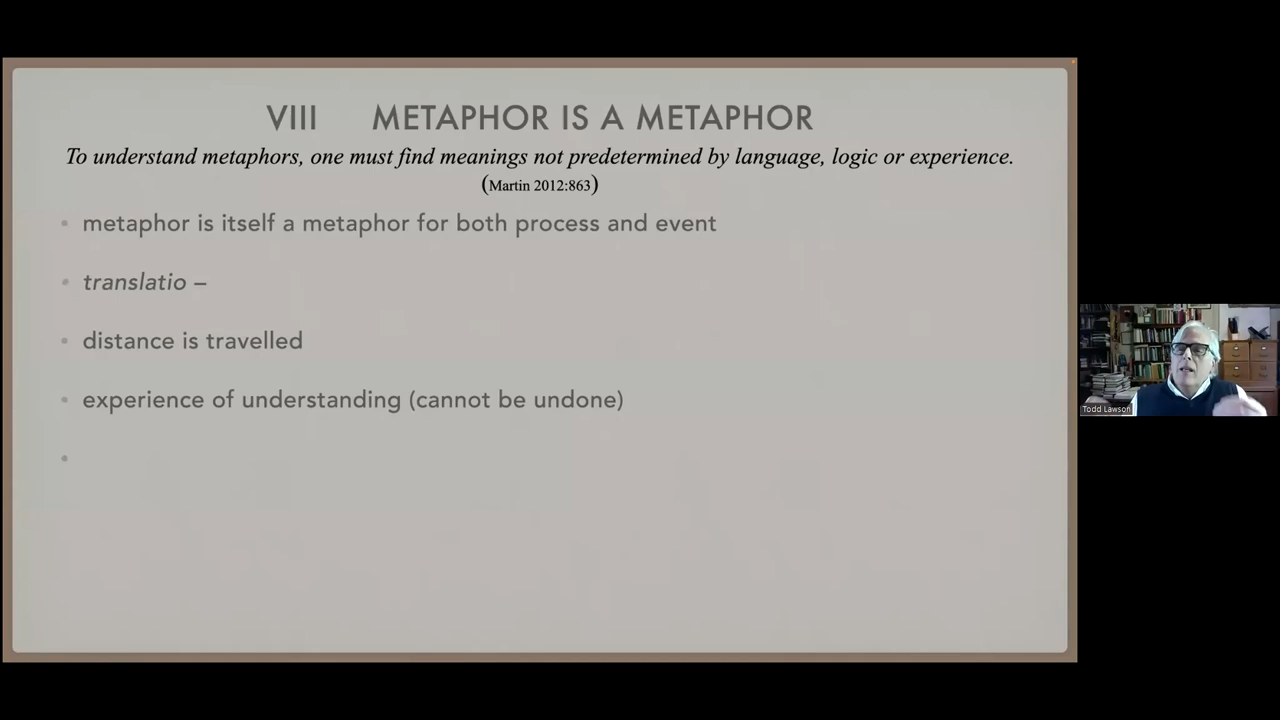 VIII METAPHOR IS A METAPHOR
To understand metaphors, one must find meanings not predetermined by language, logic or experience.
(Martin 2012:863)
• metaphor is itself a metaphor for both process and event
• translatio –
• distance is travelled
• experience of understanding (cannot be undone)
•
Todd Lawson